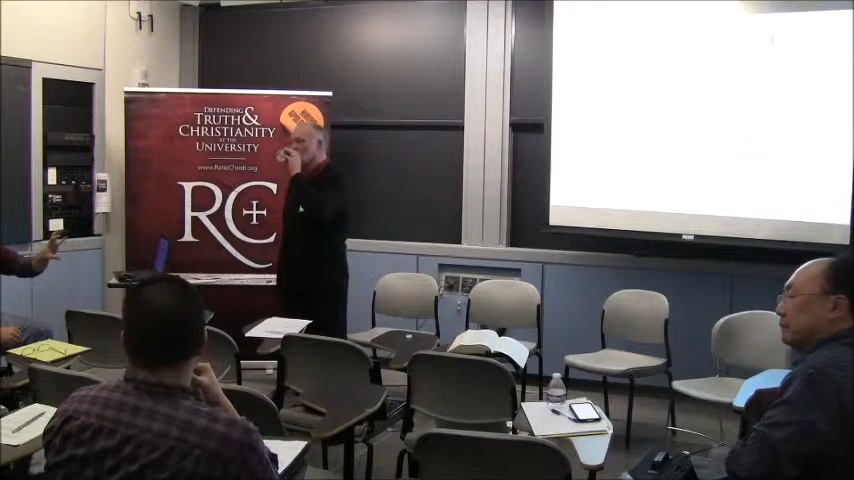 DEFENDING
TRUTH&
CHRISTIANITY
AT THE
UNIVERSITY
www.RatioChristi.org
RC